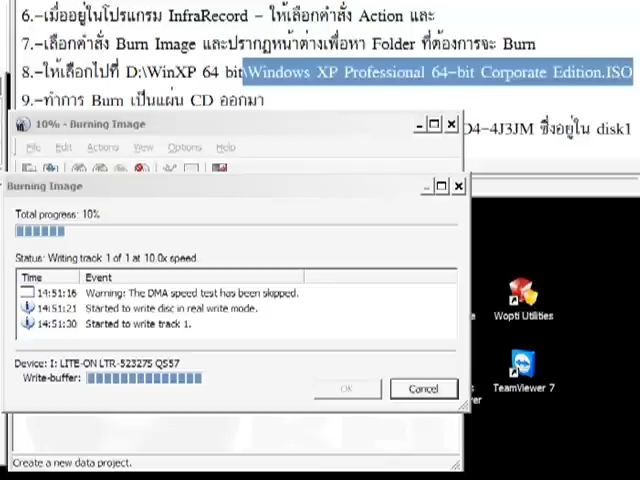 6.-เมื่ออยู่ในโปรแกรม InfraRecord - ให้เลือกคำสั่ง Action และ
7.-เลือกคำสั่ง Burn Image และปรากฏหน้าต่างเพื่อหา Folder ที่ต้องการจะ Burn
8.-ให้เลือกไปที่ D:\WinXP 64 bit\Windows XP Professional 64-bit Corporate Edition.ISO
9.-ทำการ Burn เป็นแผ่น CD ออกมา
10% - Burning Image
O4-4J3JM ซึ่งอยู่ใน disk1
File Edit Actions View Options Help
Burning Image
Total progress: 10%
Status: Writing track 1 of 1 at 10.0x speed.
Time Event
14:51:16 Warning: The DMA speed test has been skipped.
14:51:21 Started to write disc in real write mode.
14:51:30 Started to write track 1.
Wopti Utilities
Device: I: LITE-ON LTR-52327S QS57
Write-buffer:
OK Cancel
TeamViewer 7
Create a new data project.